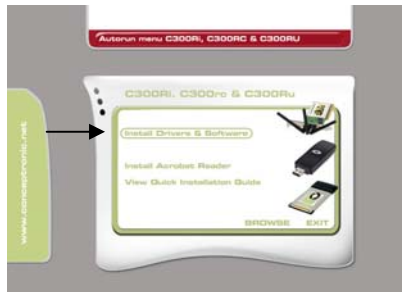 Autorun menu C300Ri, C300RC & C300RU
C300Ri, C300rc & C300Ru
www.conceptronic.net
Install Drivers & Software
Install Acrobat Reader
View Quick Installation Guide
BROWSE EXIT